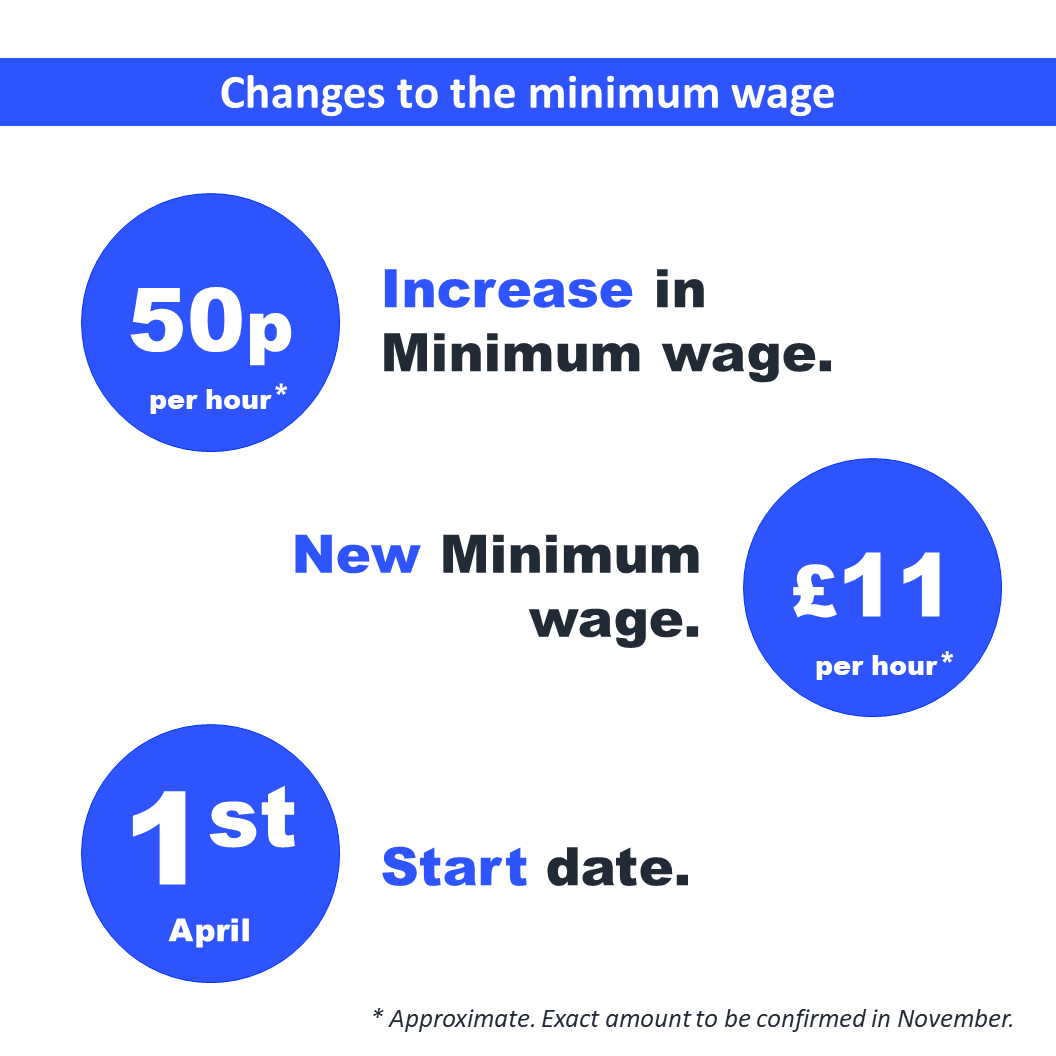 Changes to the minimum wage
50p
per hour*
Increase in
Minimum wage.
New Minimum
wage.
£11
per hour*
1st
April
Start date.
* Approximate. Exact amount to be confirmed in November.